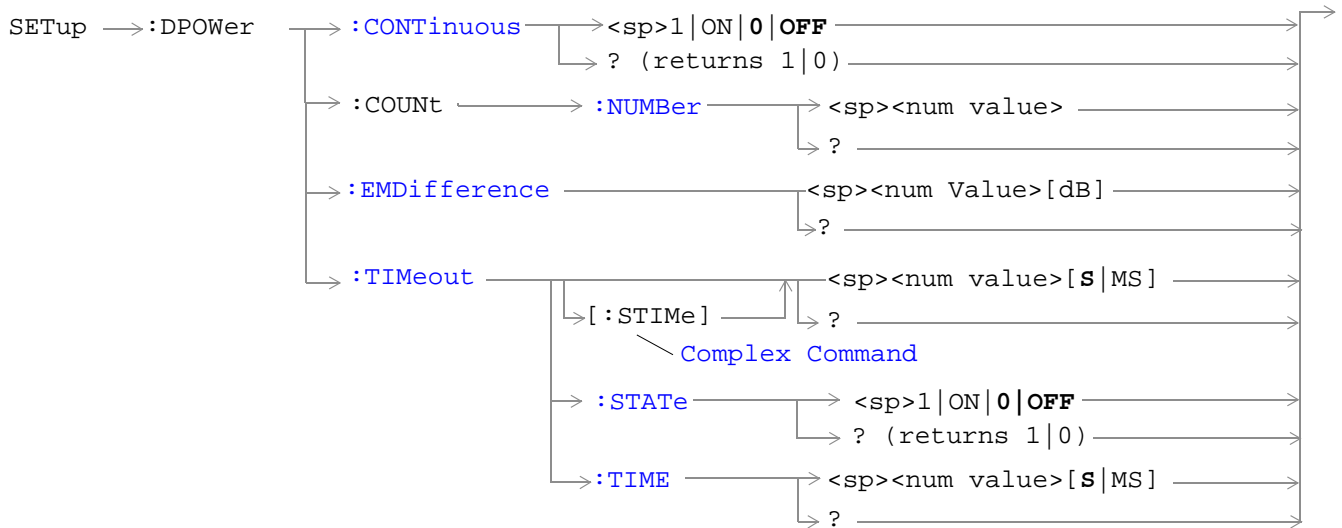 SETup :DPOWer :CONTinuous <sp>1|ON|0|OFF
? (returns 1|0)
:COUNt :NUMBer <sp><num value>
?
:EMDifference <sp><num Value>[dB]
?
:TIMeout <sp><num value>[S|MS]
[:STIMe] ?
Complex Command
:STATe <sp>1|ON|0|OFF
? (returns 1|0)
:TIME <sp><num value>[S|MS]
?